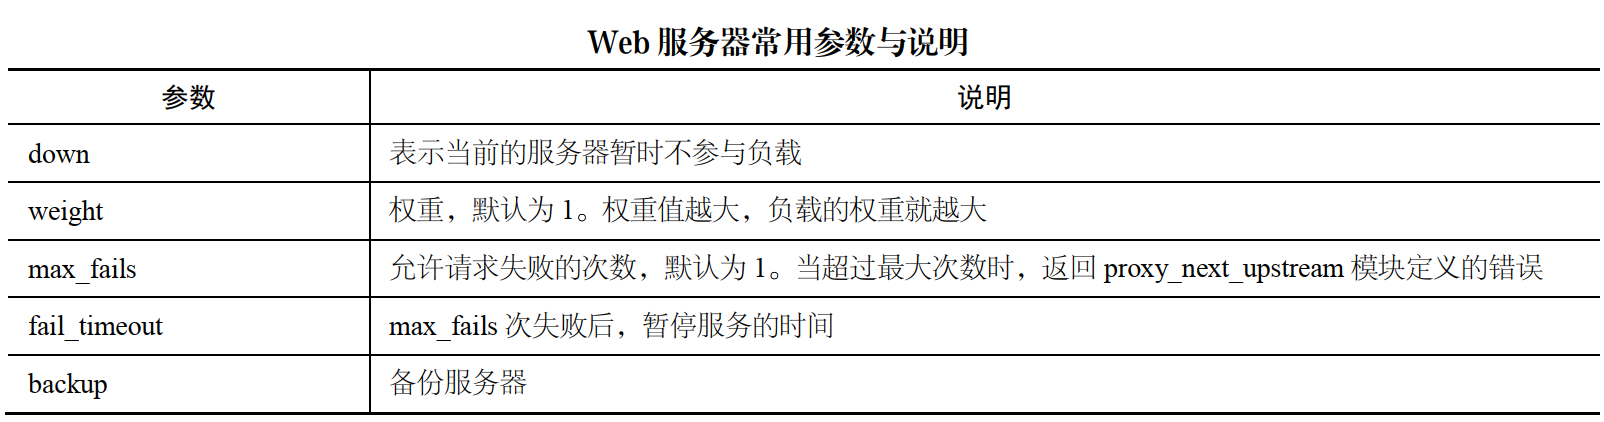 Web 服务器常用参数与说明
参数 说明
down 表示当前的服务器暂时不参与负载
weight 权重，默认为 1。权重值越大，负载的权重就越大
max_fails 允许请求失败的次数，默认为 1。当超过最大次数时，返回 proxy_next_upstream 模块定义的错误
fail_timeout max_fails 次失败后，暂停服务的时间
backup 备份服务器